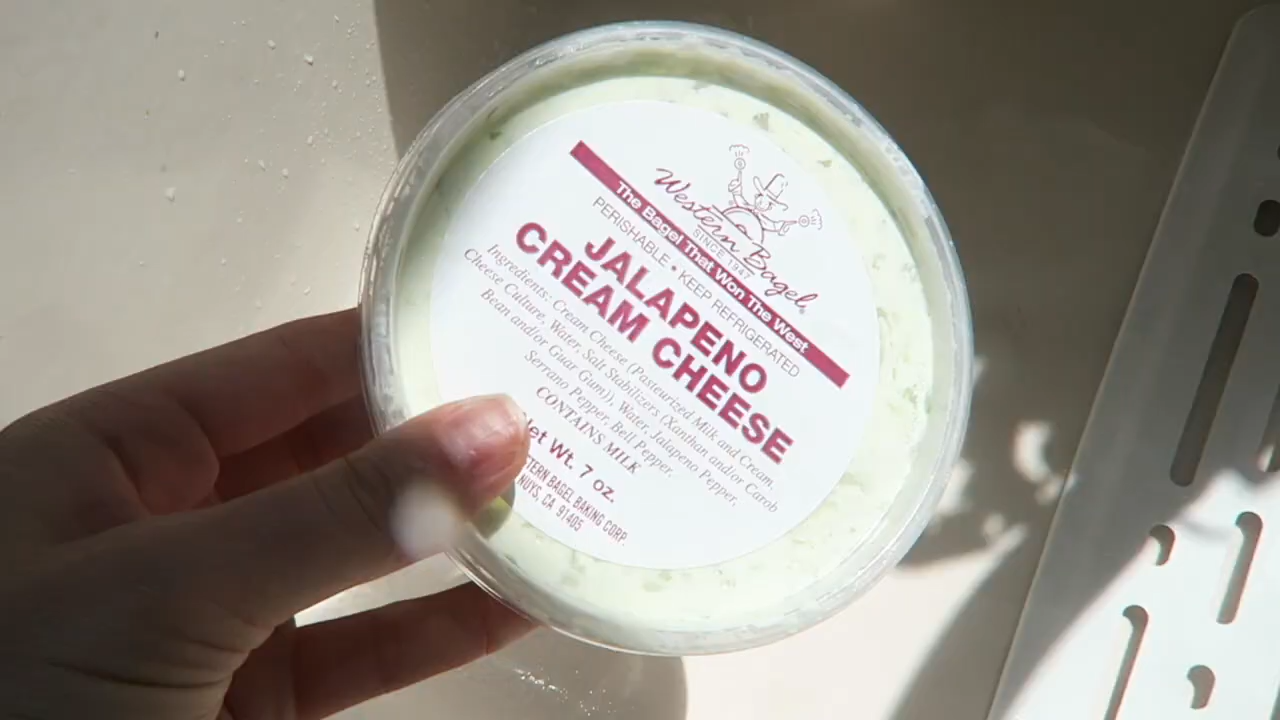 Western Bagel®
SINCE 1947
The Bagel That Won The West
PERISHABLE • KEEP REFRIGERATED
JALAPENO
CREAM CHEESE
Ingredients: Cream Cheese (Pasteurized Milk and Cream,
Cheese Culture, Water, Salt Stabilizers (Xanthan and/or Carob
Bean and/or Guar Gum)), Water, Jalapeno Pepper,
Serrano Pepper, Bell Pepper,
CONTAINS MILK
Net Wt. 7 oz.
TERN BAGEL BAKING CORP.
NUYS, CA 91405